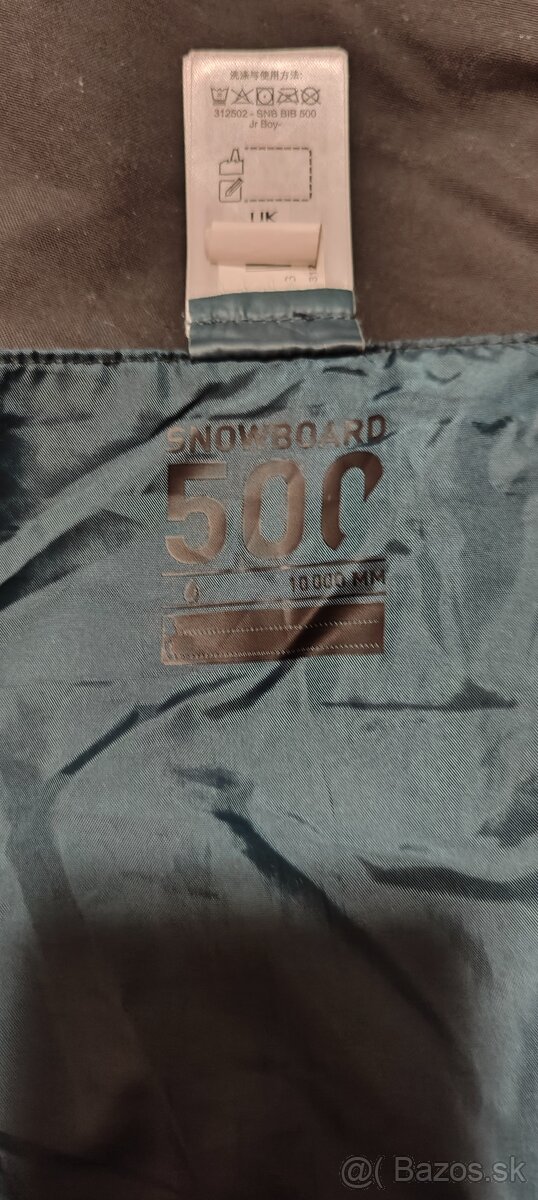 洗涤与使用方法:
312502 - SNB BIB 500
Jr Boy-
UK
SNOWBOARD
500
10 000 MM
@( Bazos.sk